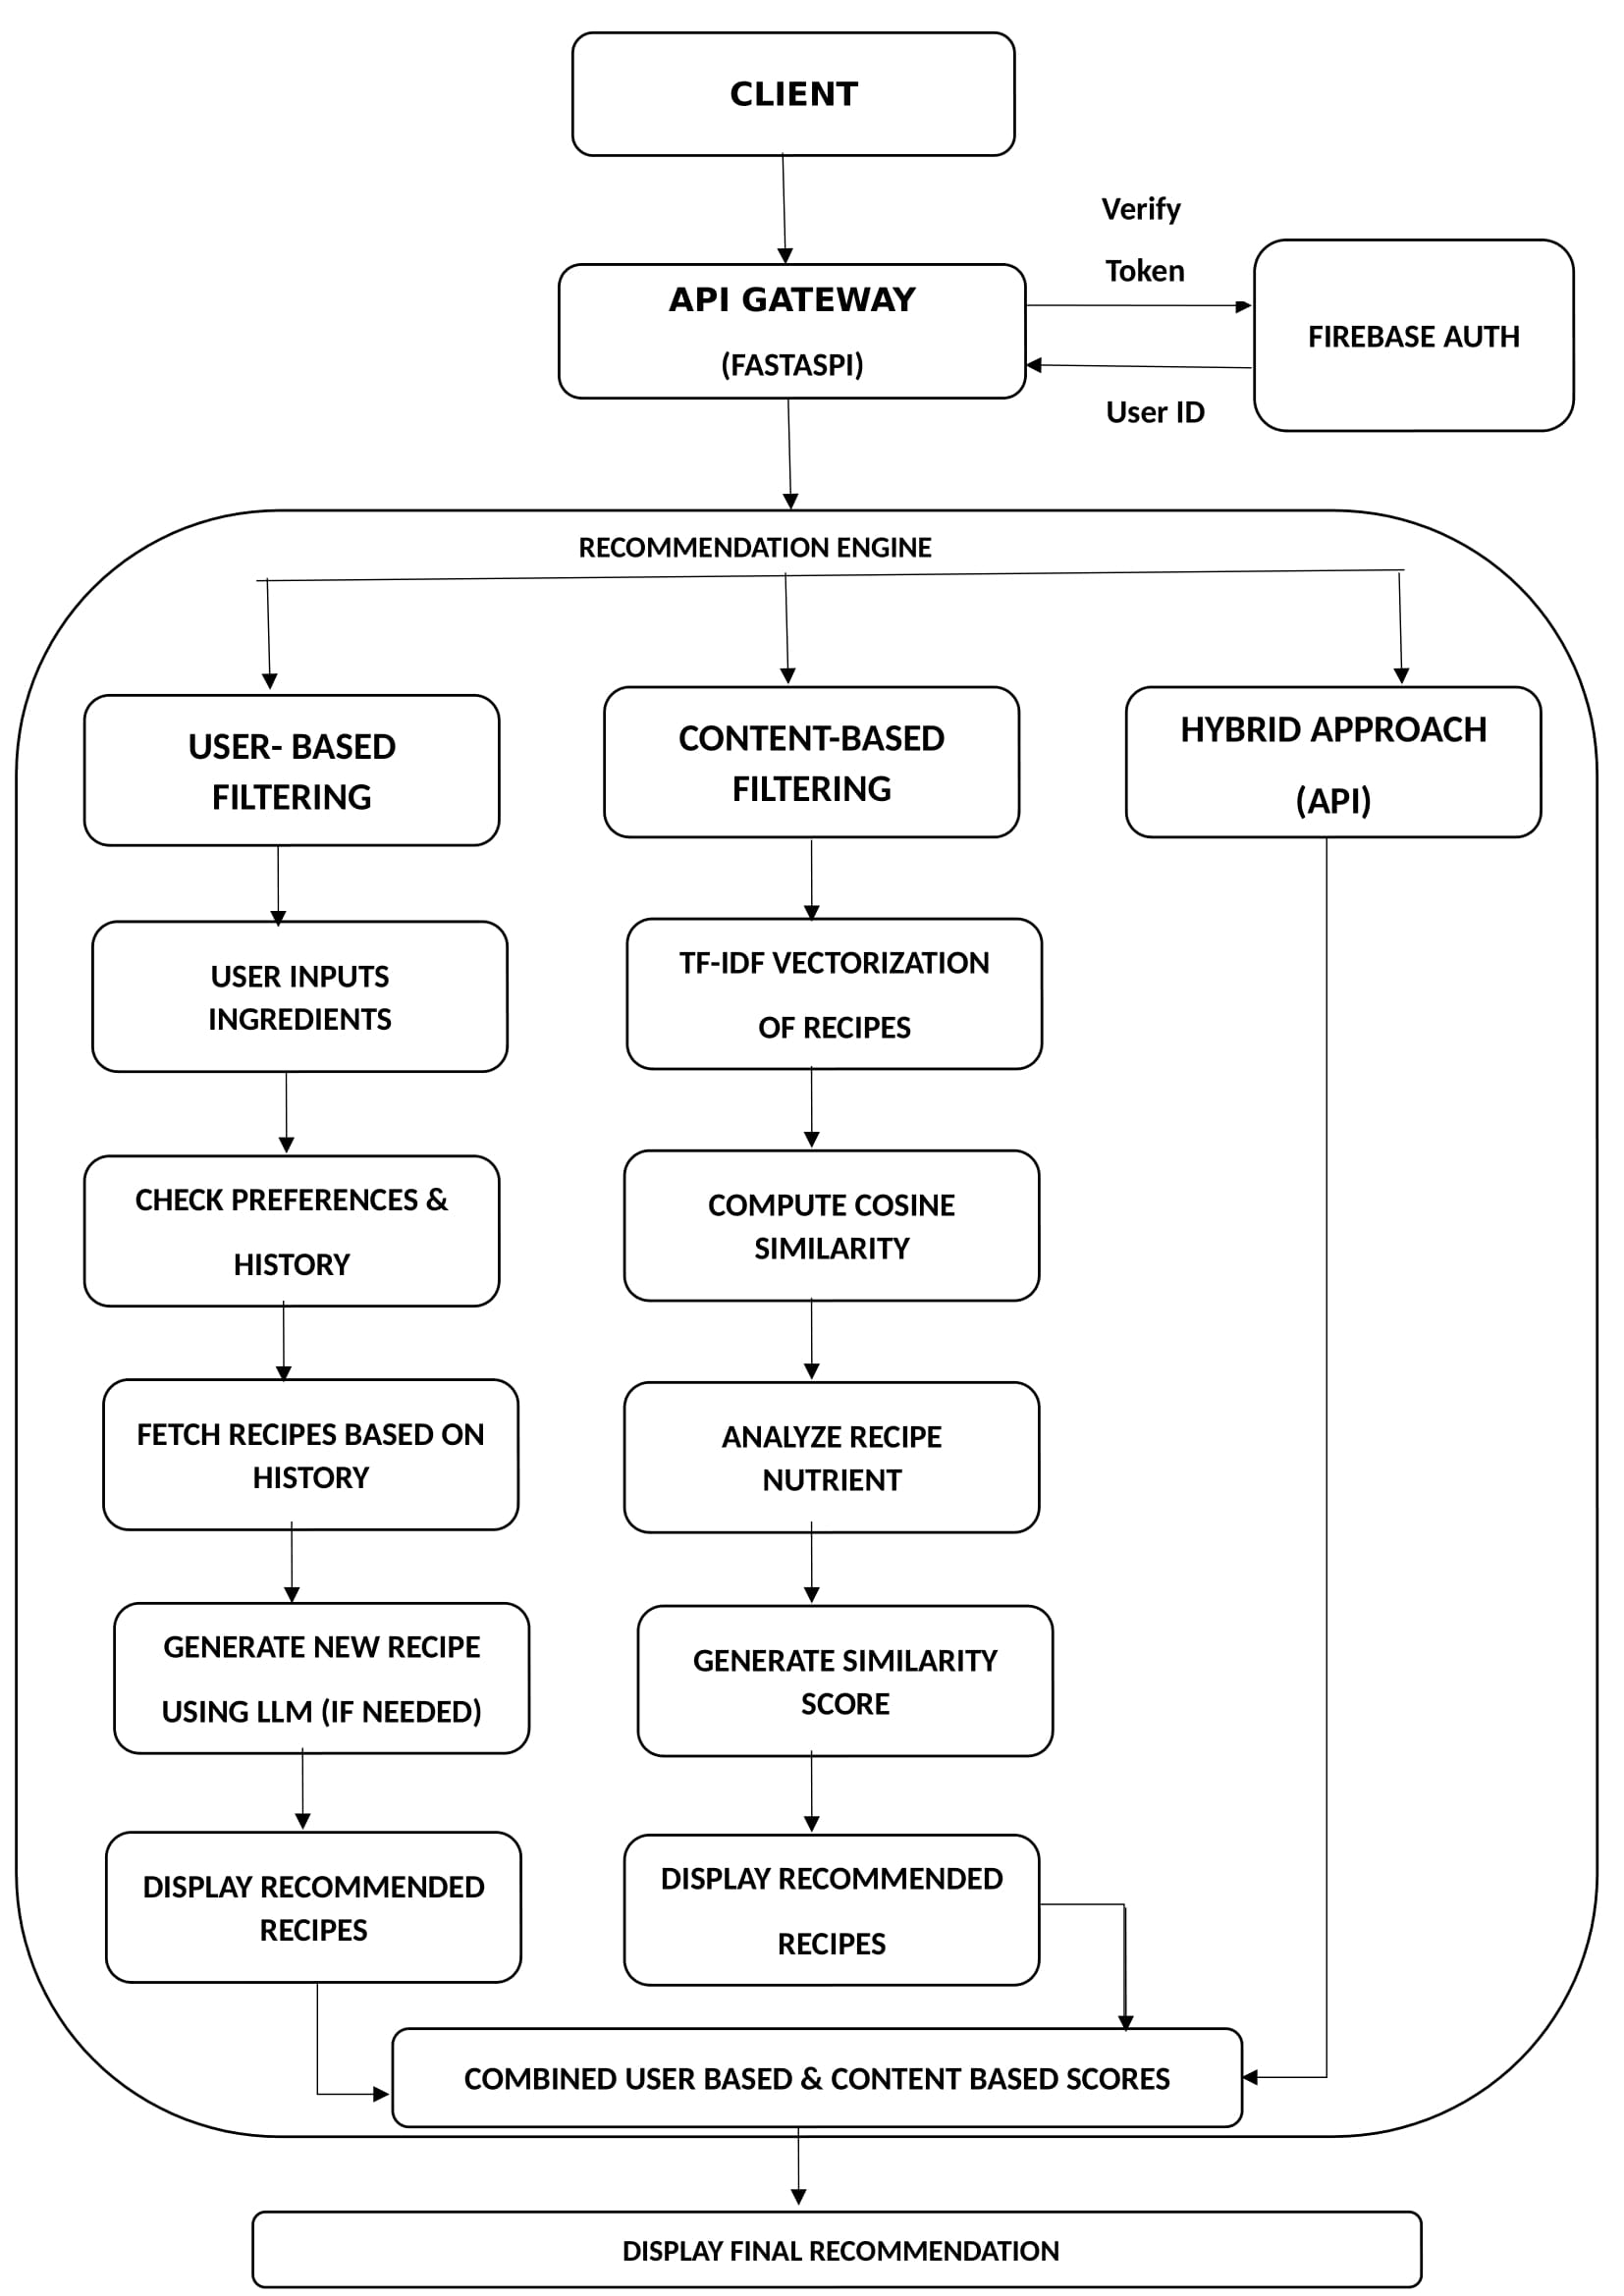 CLIENT
Verify
Token
API GATEWAY
(FASTASPI)
FIREBASE AUTH
User ID
RECOMMENDATION ENGINE
USER- BASED
FILTERING
USER INPUTS
INGREDIENTS
CHECK PREFERENCES &
HISTORY
FETCH RECIPES BASED ON
HISTORY
GENERATE NEW RECIPE
USING LLM (IF NEEDED)
DISPLAY RECOMMENDED
RECIPES
CONTENT-BASED
FILTERING
TF-IDF VECTORIZATION
OF RECIPES
COMPUTE COSINE
SIMILARITY
ANALYZE RECIPE
NUTRIENT
GENERATE SIMILARITY
SCORE
DISPLAY RECOMMENDED
RECIPES
HYBRID APPROACH
(API)
COMBINED USER BASED & CONTENT BASED SCORES
DISPLAY FINAL RECOMMENDATION